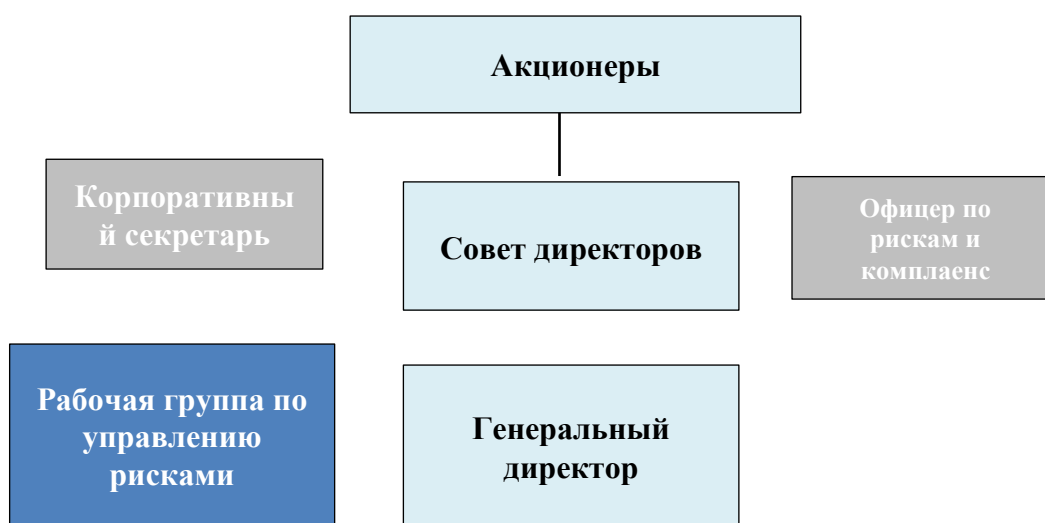 Акционеры
Корпоративны
й секретарь
Совет директоров
Офицер по
рискам и
комплаенс
Рабочая группа по
управлению
рисками
Генеральный
директор